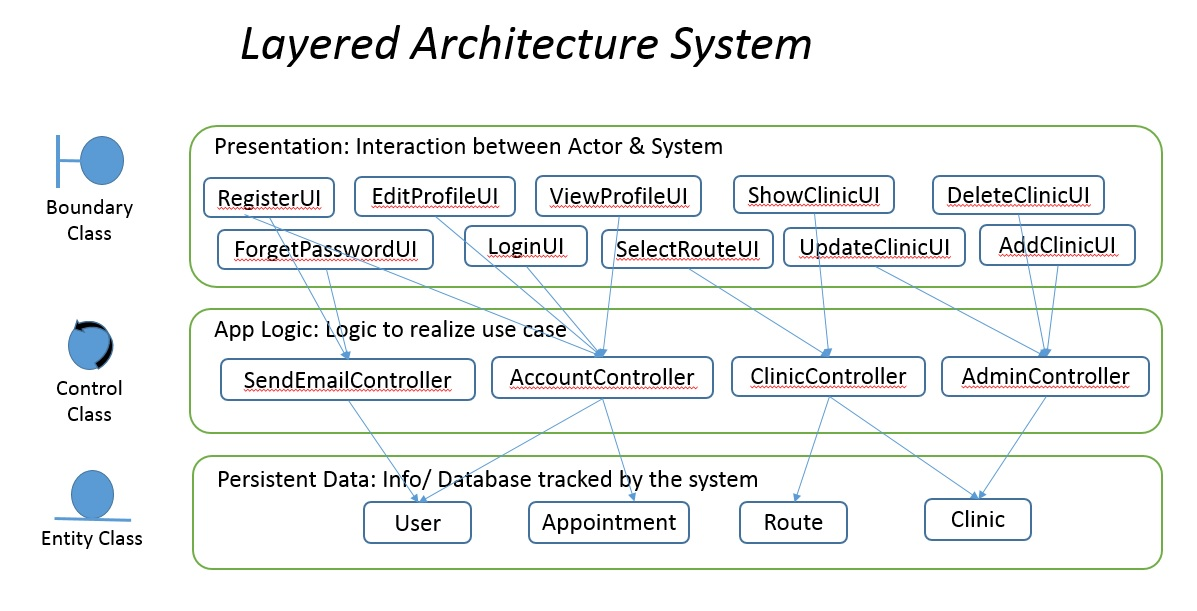 Layered Architecture System
Presentation: Interaction between Actor & System
Boundary
Class
RegisterUI
EditProfileUI
ViewProfileUI
ShowClinicUI
DeleteClinicUI
ForgetPasswordUI
LoginUI
SelectRouteUI
UpdateClinicUI
AddClinicUI
App Logic: Logic to realize use case
Control
Class
SendEmailController
AccountController
ClinicController
AdminController
Persistent Data: Info/ Database tracked by the system
Entity Class
User
Appointment
Route
Clinic